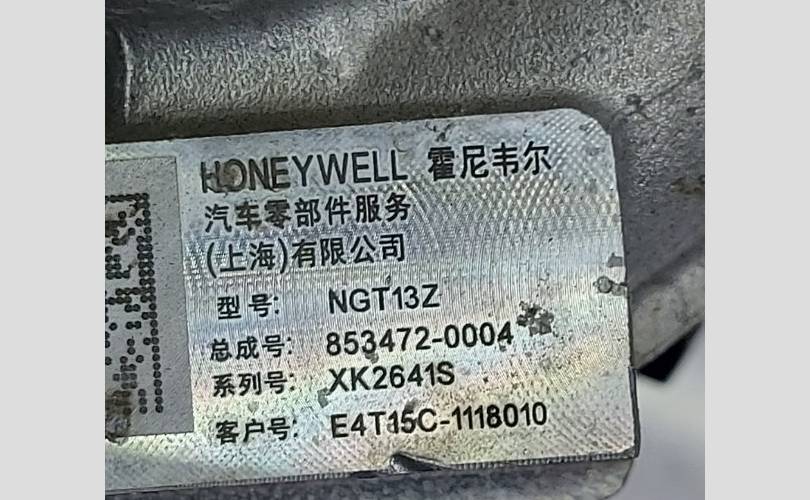 HONEYWELL 霍尼韦尔
汽车零部件服务
(上海)有限公司
型号: NGT13Z
总成号: 853472-0004
系列号: XK2641S
客户号: E4T15C-1118010